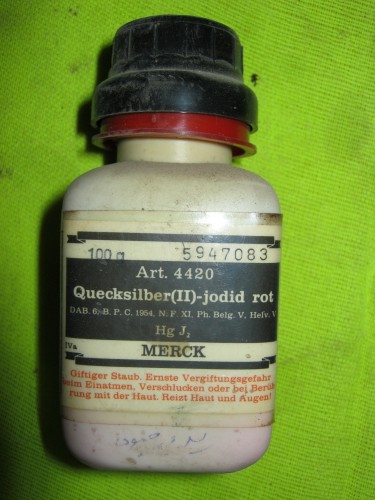 100 g 5947083
Art. 4420
Quecksilber(II)-jodid rot
DAB. 6, B. P. C. 1954, N. F. XI, Ph. Belg. V, Helv. V
Hg J₂
IVa
MERCK
Giftiger Staub. Ernste Vergiftungsgefahr
beim Einatmen, Verschlucken oder bei Berüh
rung mit der Haut. Reizt Haut und Augen!